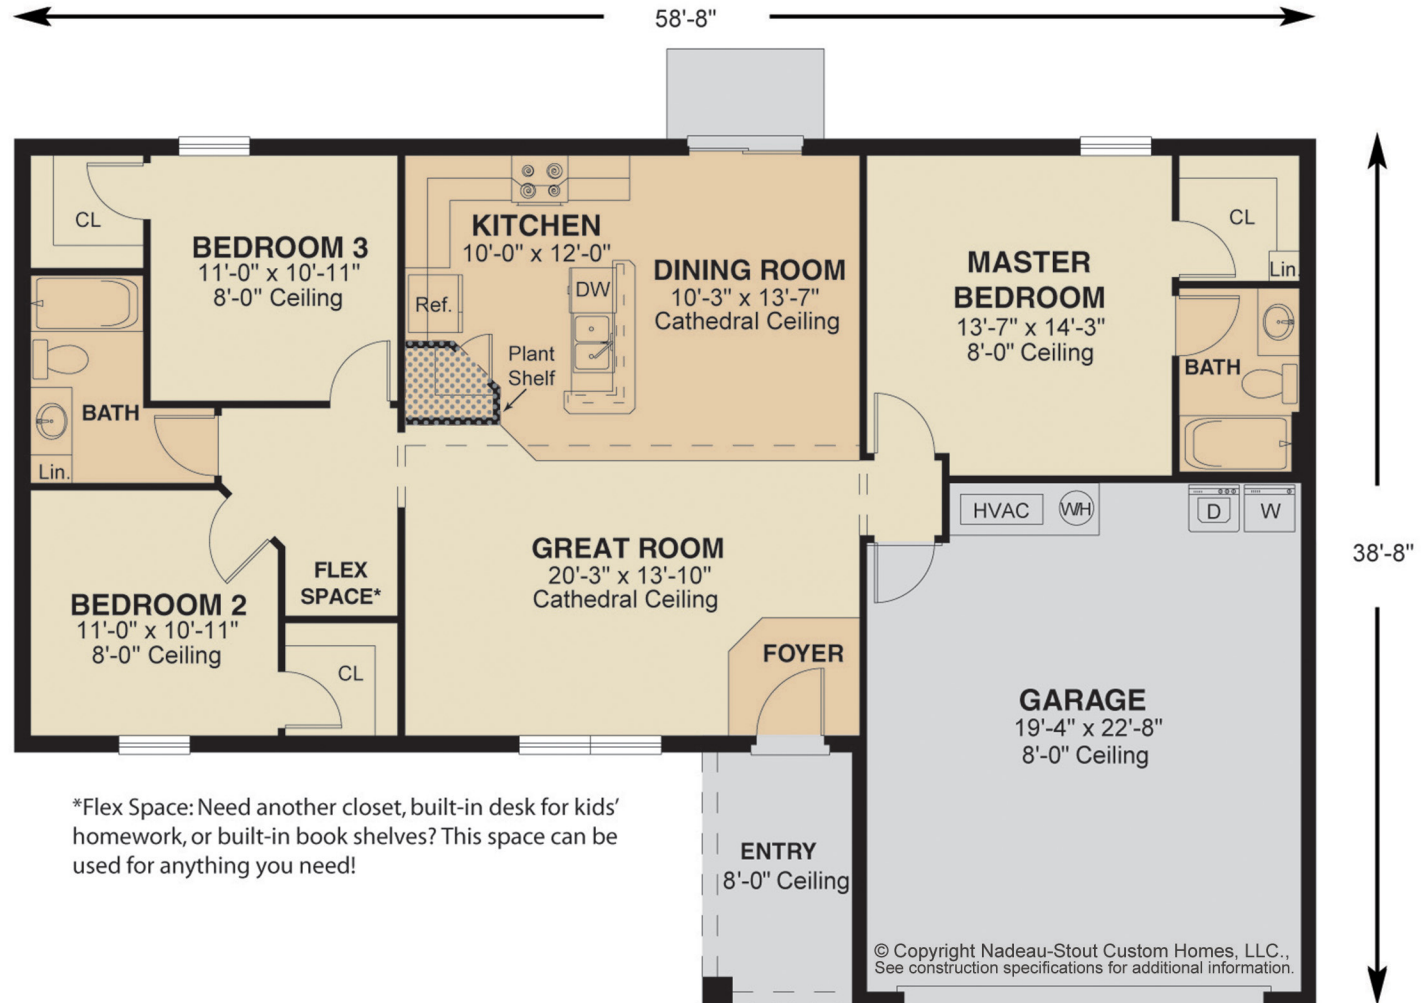 58'-8"
CL
BEDROOM 3
11'-0" x 10'-11"
8'-0" Ceiling
KITCHEN
10'-0" x 12'-0"
Ref.
DW
Plant
Shelf
DINING ROOM
10'-3" x 13'-7"
Cathedral Ceiling
MASTER
BEDROOM
13'-7" x 14'-3"
8'-0" Ceiling
CL
Lin.
BATH
BATH
Lin.
BEDROOM 2
11'-0" x 10'-11"
8'-0" Ceiling
FLEX
SPACE*
CL
GREAT ROOM
20'-3" x 13'-10"
Cathedral Ceiling
FOYER
HVAC
W/H
D
W
38'-8"
GARAGE
19'-4" x 22'-8"
8'-0" Ceiling
*Flex Space: Need another closet, built-in desk for kids’
homework, or built-in book shelves? This space can be
used for anything you need!
ENTRY
8'-0" Ceiling
© Copyright Nadeau-Stout Custom Homes, LLC.,
See construction specifications for additional information.